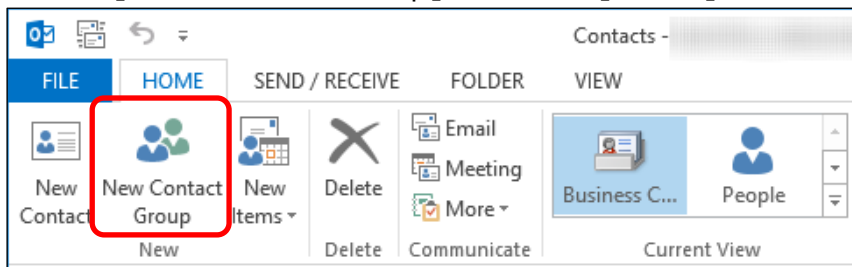 Contacts -
FILE HOME SEND / RECEIVE FOLDER VIEW
New Contact
New Contact Group
New Items
Delete
Email
Meeting
More
Business C...
People
New Delete Communicate Current View